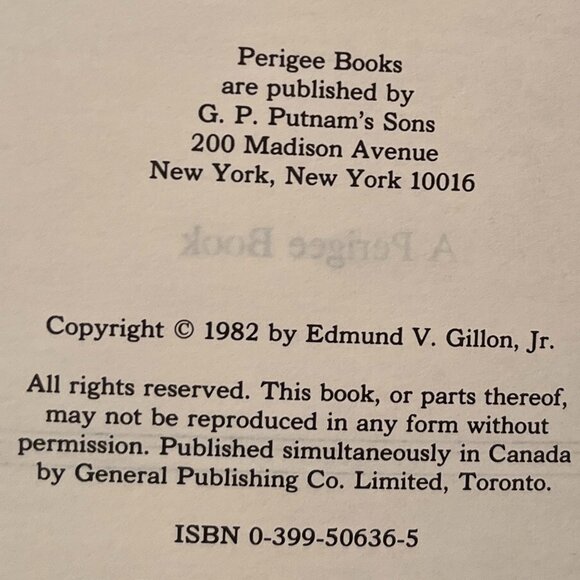 Perigee Books
are published by
G. P. Putnam's Sons
200 Madison Avenue
New York, New York 10016
A Perigee Book
Copyright © 1982 by Edmund V. Gillon, Jr.
All rights reserved. This book, or parts thereof,
may not be reproduced in any form without
permission. Published simultaneously in Canada
by General Publishing Co. Limited, Toronto.
ISBN 0-399-50636-5